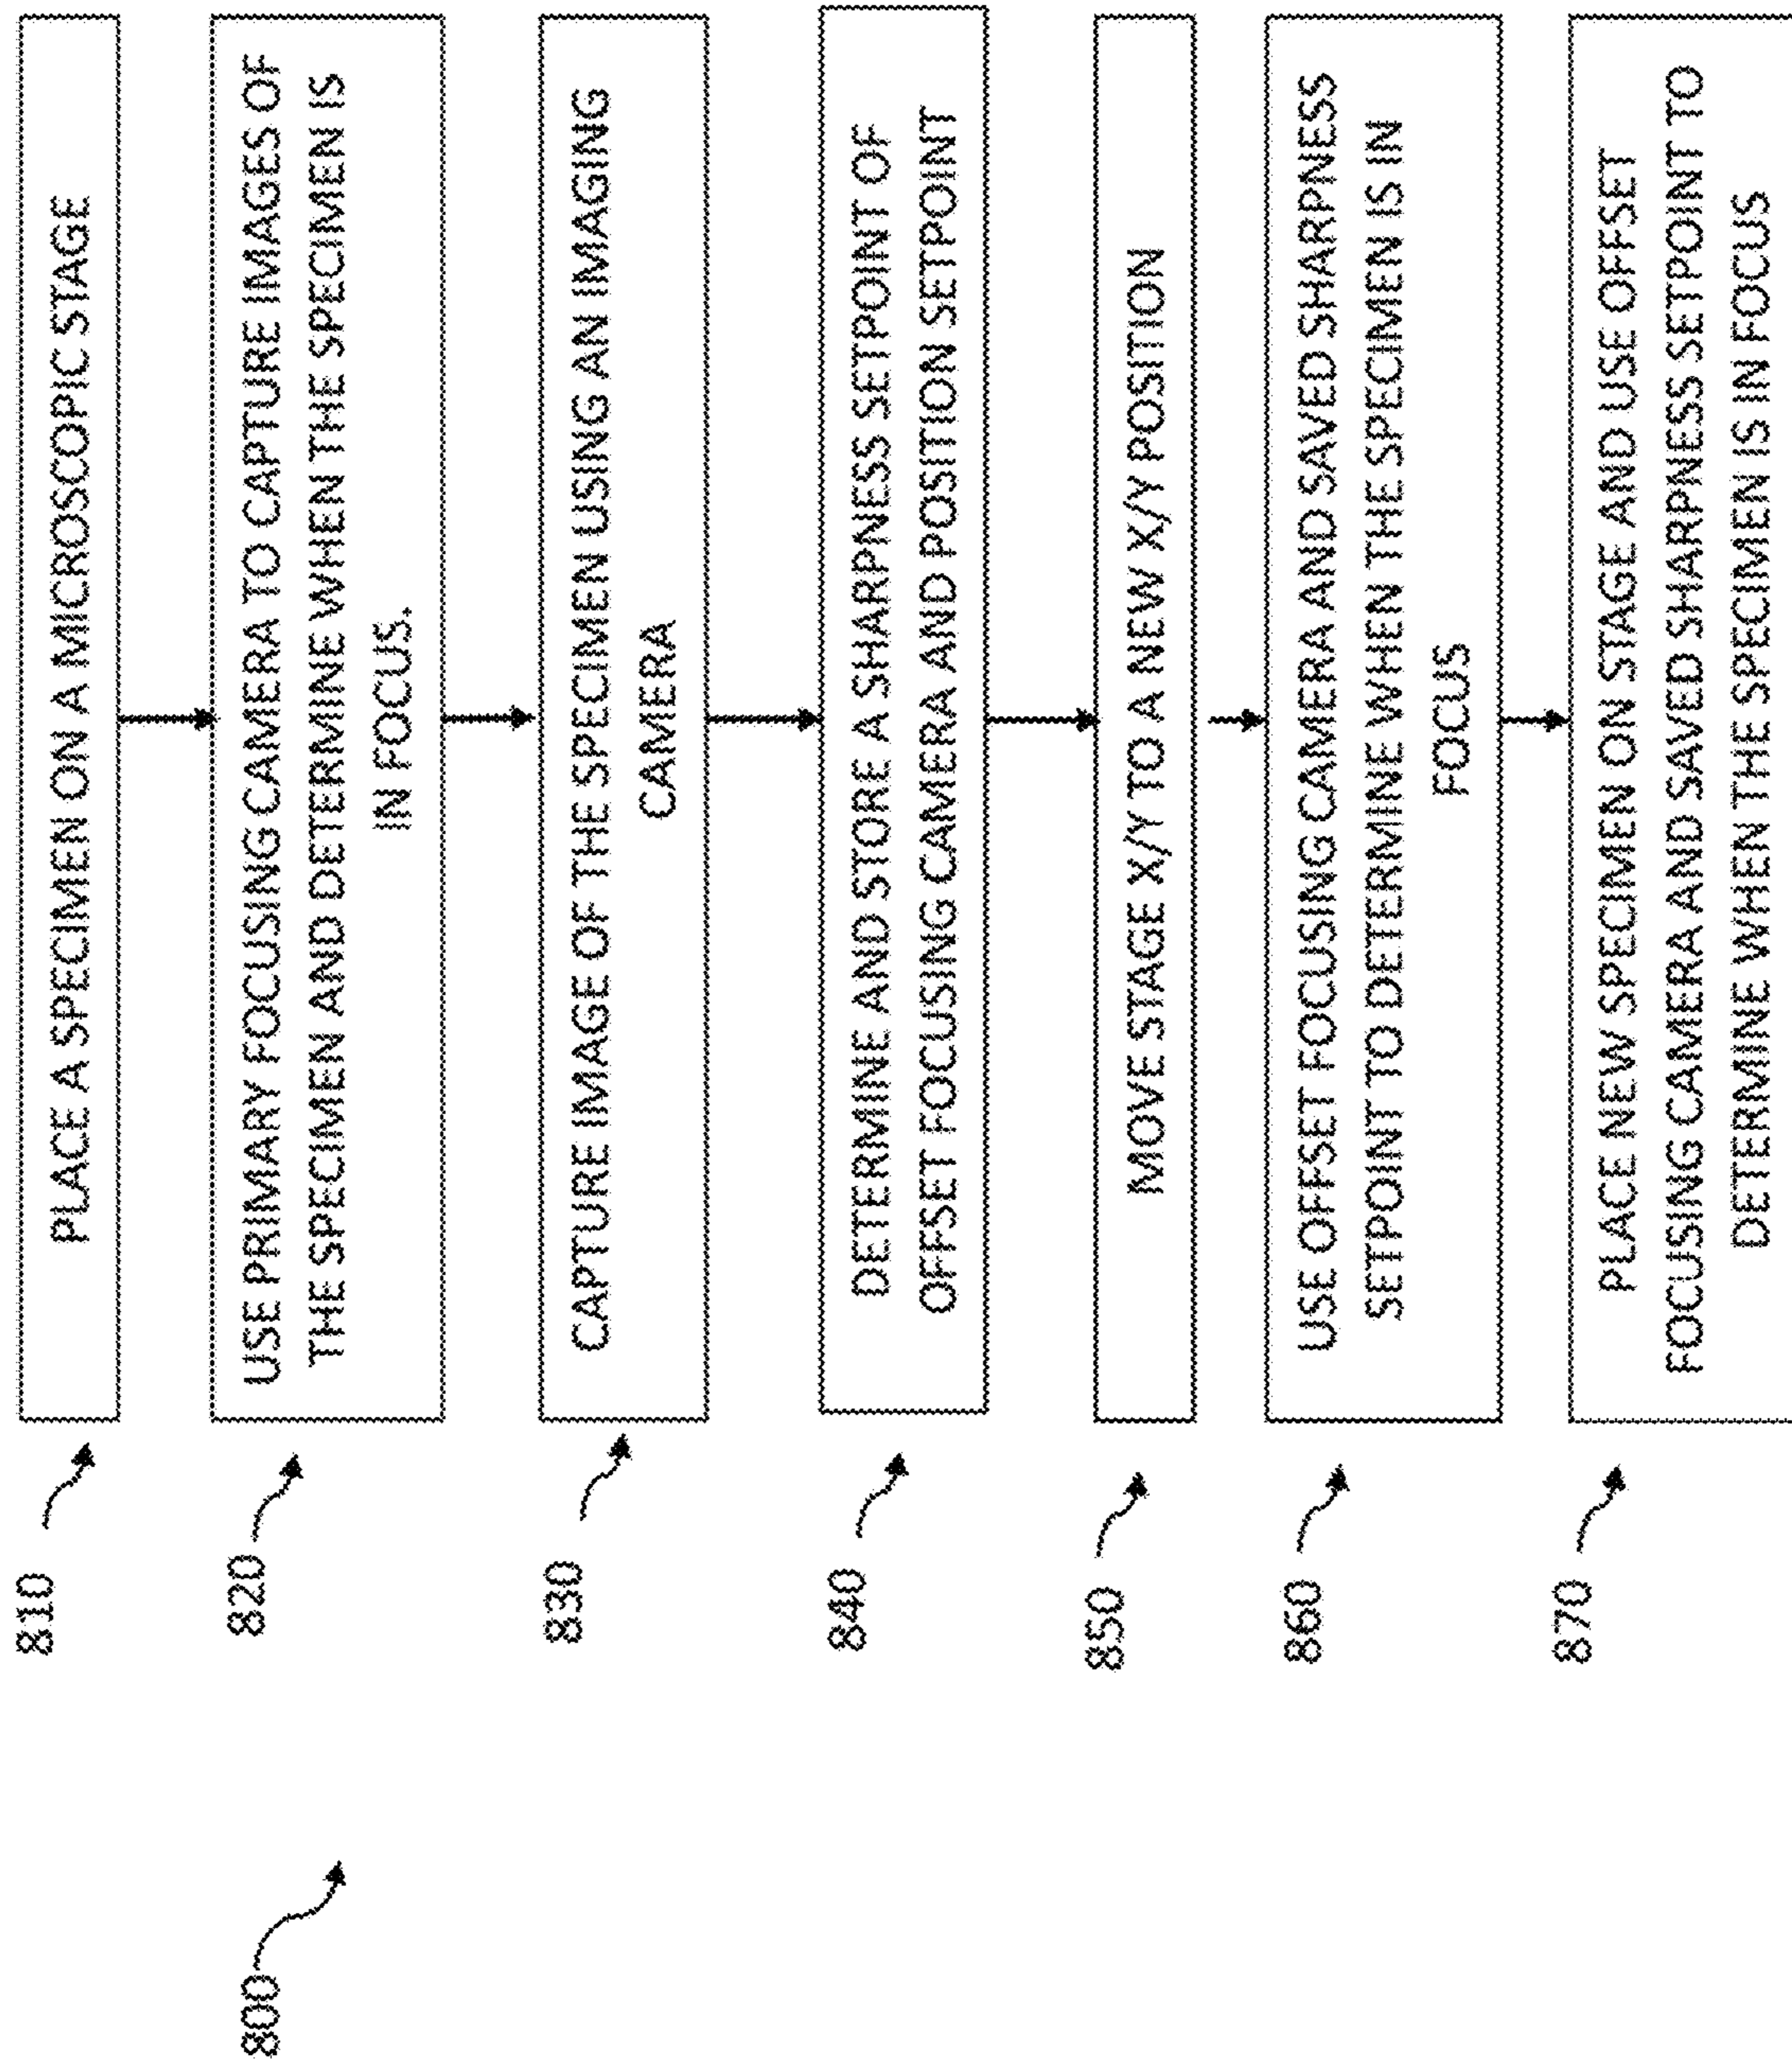 800
810
PLACE A SPECIMEN ON A MICROSCOPIC STAGE
820
USE PRIMARY FOCUSING CAMERA TO CAPTURE IMAGES OF
THE SPECIMEN AND DETERMINE WHEN THE SPECIMEN IS
IN FOCUS.
830
CAPTURE IMAGE OF THE SPECIMEN USING AN IMAGING
CAMERA
840
DETERMINE AND STORE A SHARPNESS SETPOINT OF
OFFSET FOCUSING CAMERA AND POSITION SETPOINT
850
MOVE STAGE X/Y TO A NEW X/Y POSITION
860
USE OFFSET FOCUSING CAMERA AND SAVED SHARPNESS
SETPOINT TO DETERMINE WHEN THE SPECIMEN IS IN
FOCUS
870
PLACE NEW SPECIMEN ON STAGE AND USE OFFSET
FOCUSING CAMERA AND SAVED SHARPNESS SETPOINT TO
DETERMINE WHEN THE SPECIMEN IS IN FOCUS